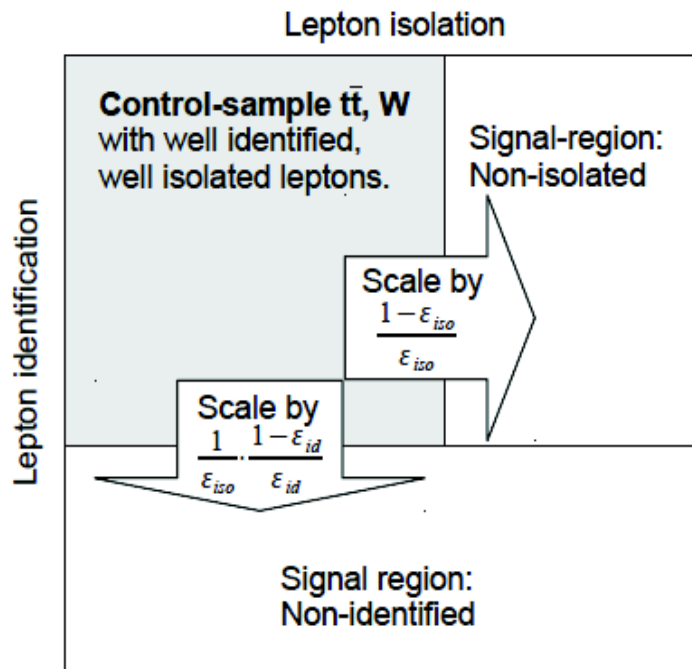 Lepton isolation
Lepton identification
Control-sample tt̄, W
with well identified,
well isolated leptons.
Signal-region:
Non-isolated
Scale by
1−ε_iso
ε_iso
Scale by
1/ε_iso · 1−ε_id/ε_id
Signal region:
Non-identified